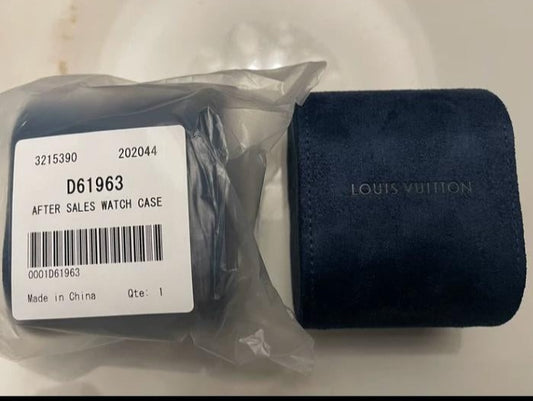 3215390 202044
D61963
AFTER SALES WATCH CASE
0001D61963
Made in China Qte: 1
LOUIS VUITTON